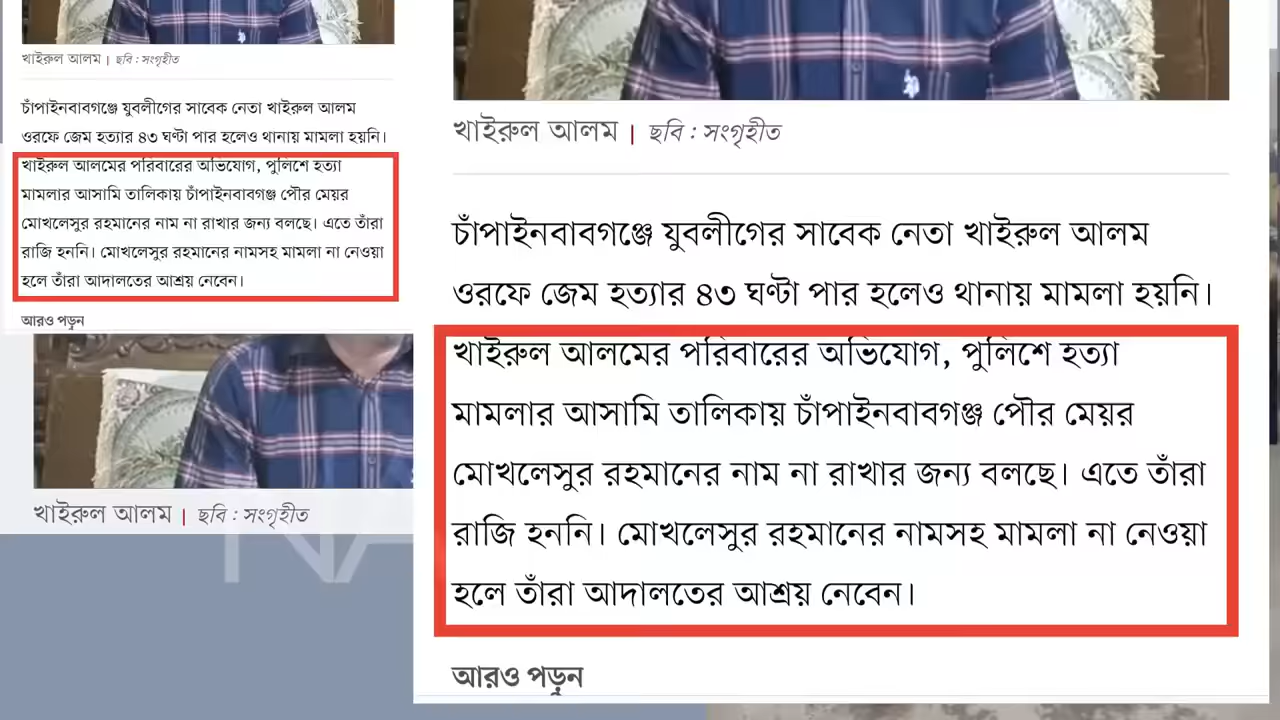 খাইরুল আলম | ছবি : সংগৃহীত
চাঁপাইনবাবগঞ্জে যুবলীগের সাবেক নেতা খাইরুল আলম
ওরফে জেম হত্যার ৪৩ ঘণ্টা পার হলেও থানায় মামলা হয়নি।
খাইরুল আলমের পরিবারের অভিযোগ, পুলিশে হত্যা
মামলার আসামি তালিকায় চাঁপাইনবাবগঞ্জ পৌর মেয়র
মোখলেসুর রহমানের নাম না রাখার জন্য বলছে। এতে তাঁরা
রাজি হননি। মোখলেসুর রহমানের নামসহ মামলা না নেওয়া
হলে তাঁরা আদালতের আশ্রয় নেবেন।
আরও পড়ুন
খাইরুল আলম | ছবি : সংগৃহীত
খাইরুল আলম | ছবি : সংগৃহীত
চাঁপাইনবাবগঞ্জে যুবলীগের সাবেক নেতা খাইরুল আলম
ওরফে জেম হত্যার ৪৩ ঘণ্টা পার হলেও থানায় মামলা হয়নি।
খাইরুল আলমের পরিবারের অভিযোগ, পুলিশে হত্যা
মামলার আসামি তালিকায় চাঁপাইনবাবগঞ্জ পৌর মেয়র
মোখলেসুর রহমানের নাম না রাখার জন্য বলছে। এতে তাঁরা
রাজি হননি। মোখলেসুর রহমানের নামসহ মামলা না নেওয়া
হলে তাঁরা আদালতের আশ্রয় নেবেন।
আরও পড়ুন